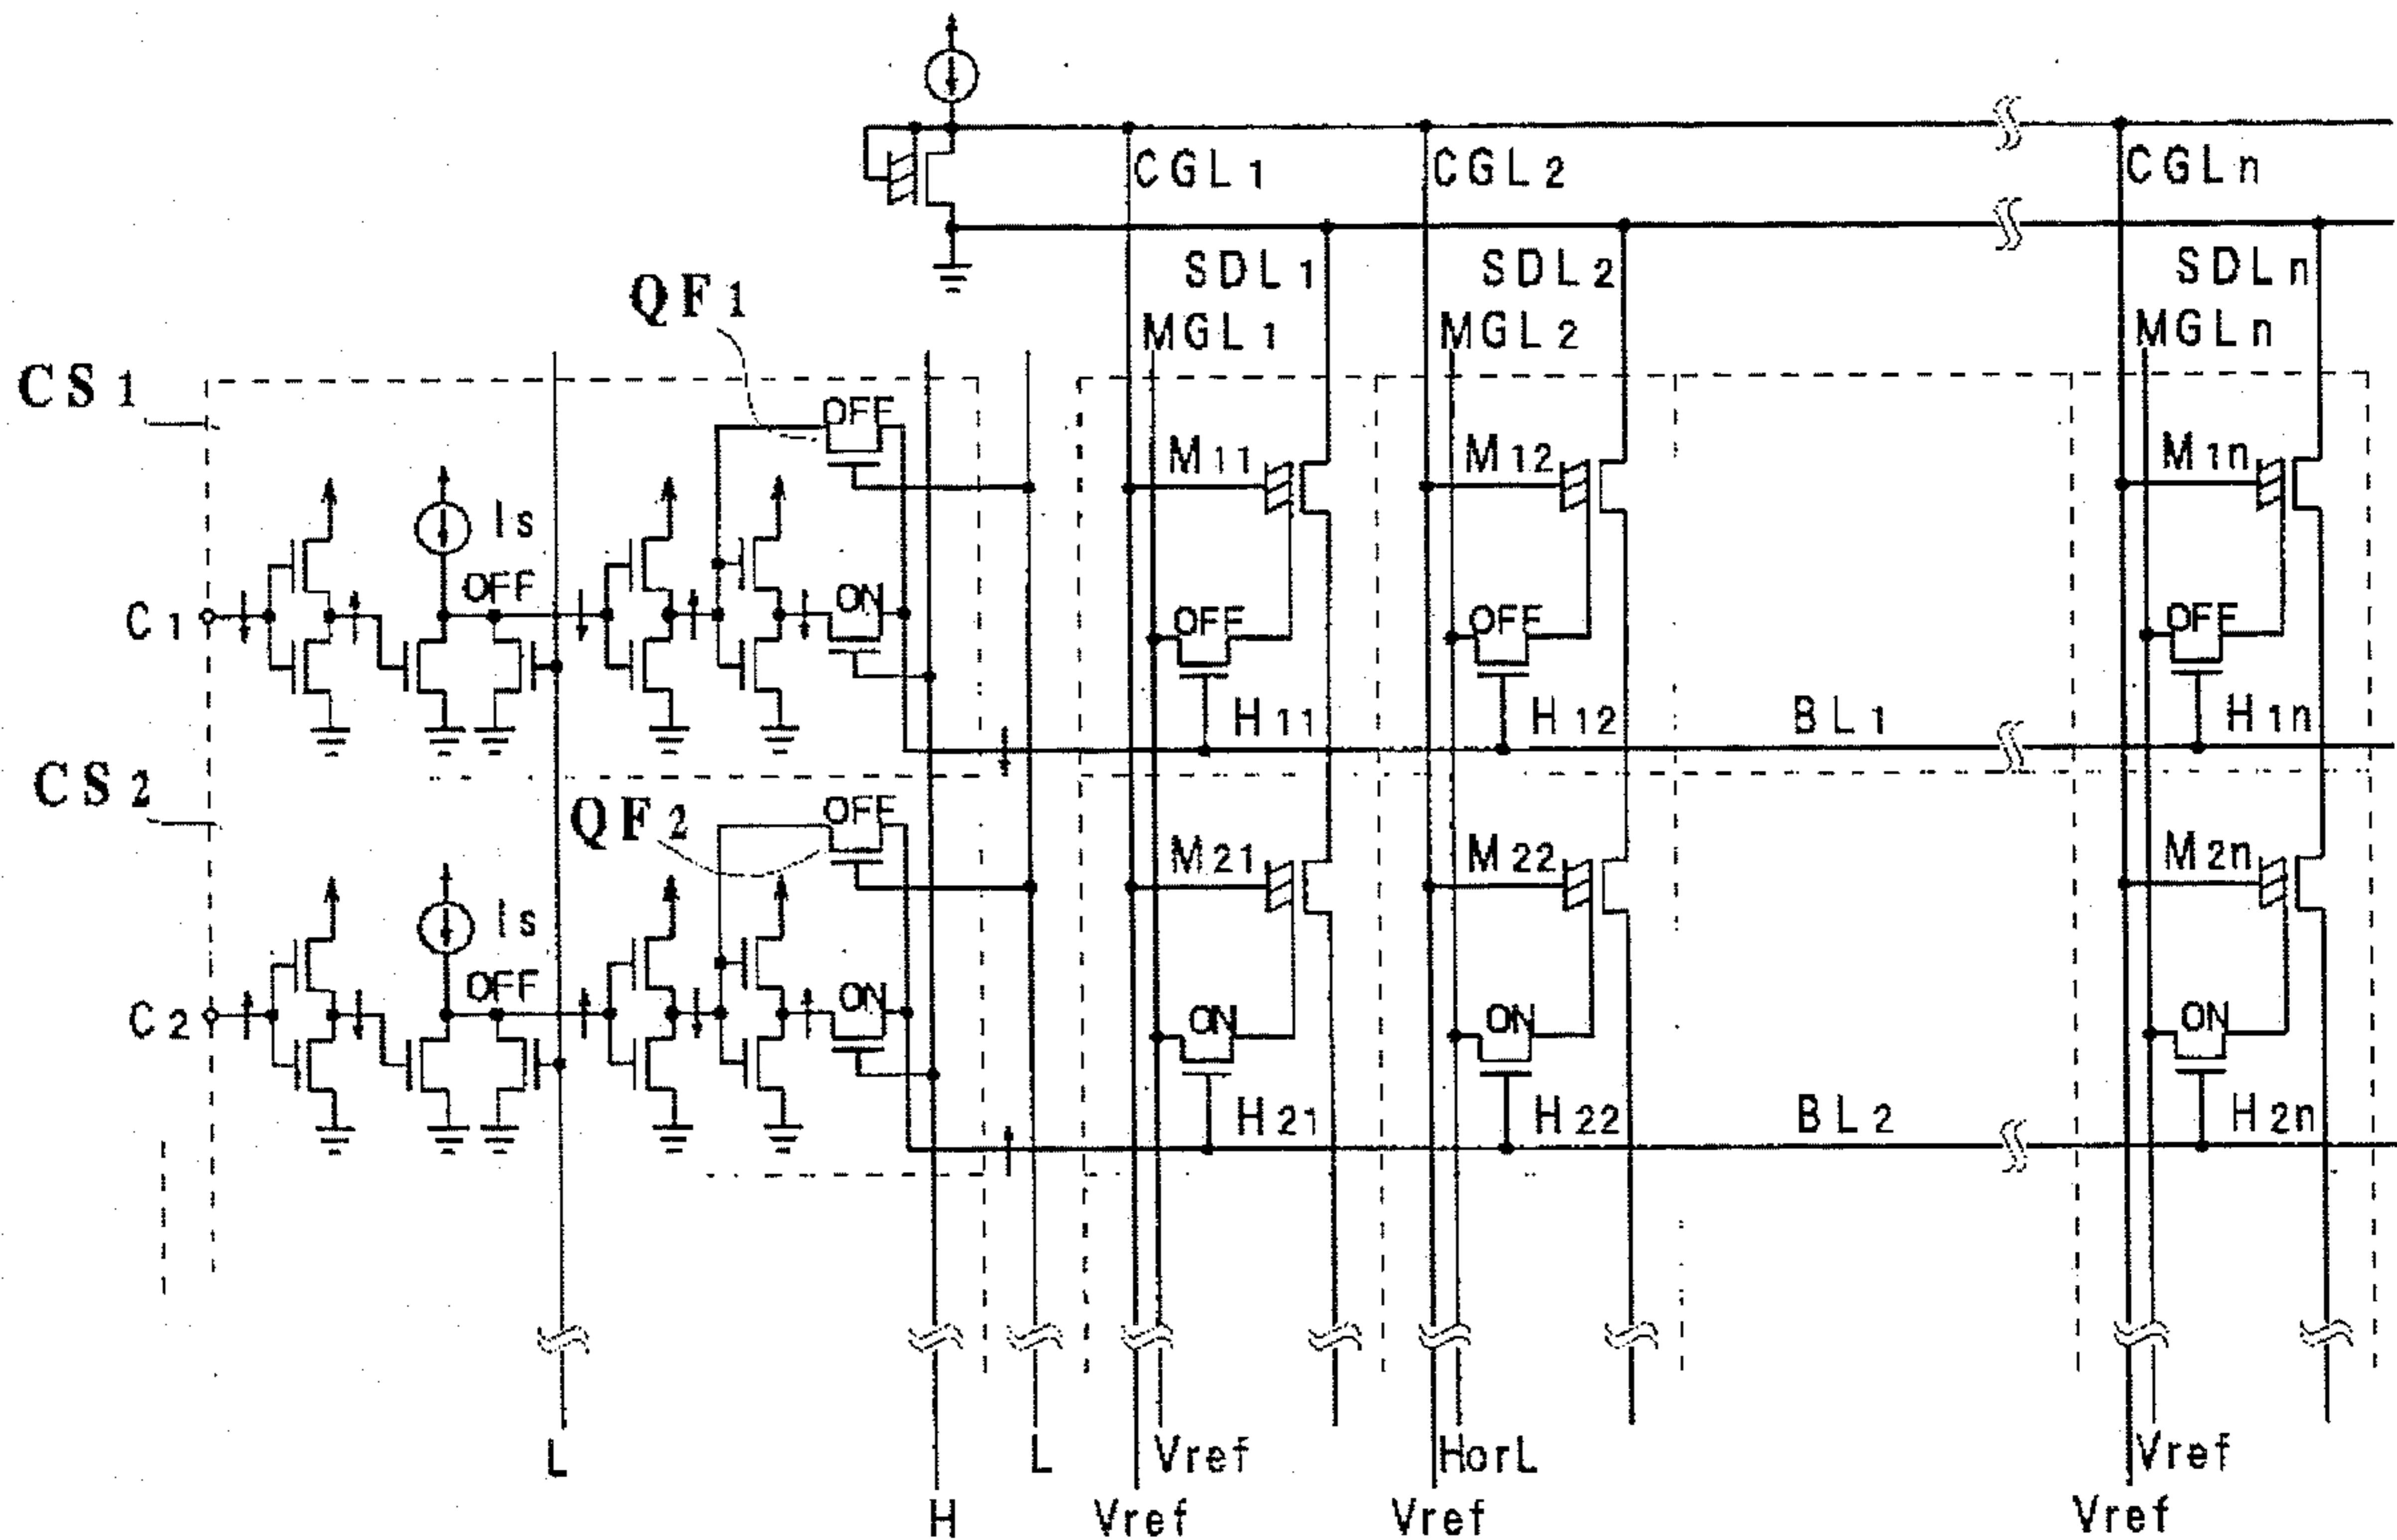 CGL1 CGL2 CGLn
SDL1 SDL2 SDLn
QF1
MGL1 MGL2 MGLn
CS1
OFF
M11 M12 M1n
Is
OFF ON
OFF OFF OFF
C1
H11 H12 BL1 H1n
CS2
QF2 OFF
M21 M22 M2n
Is
OFF ON
ON ON ON
C2
H21 H22 BL2 H2n
L L Vref HorL Vref
H Vref Vref Vref